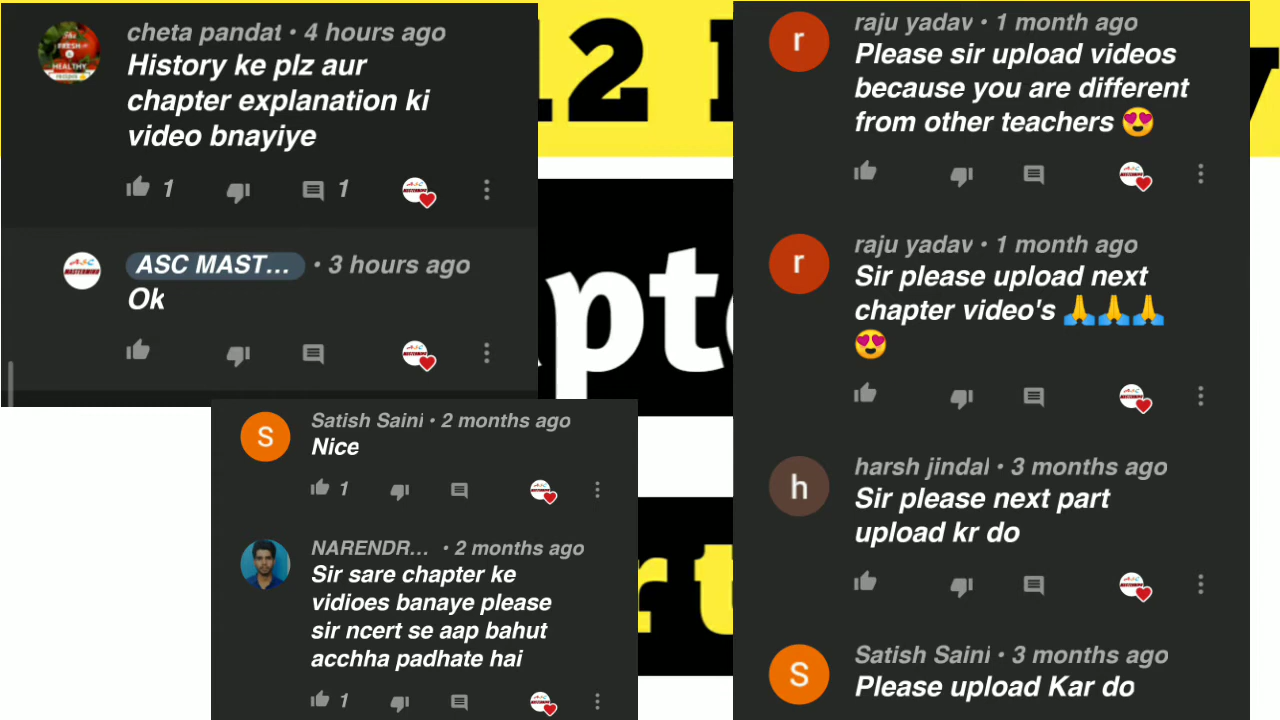 cheta pandat • 4 hours ago
History ke plz aur
chapter explanation ki
video bnayiye
1
1
ASC MAST... • 3 hours ago
Ok
Satish Saini • 2 months ago
Nice
1
NARENDR... • 2 months ago
Sir sare chapter ke
vidioes banaye please
sir ncert se aap bahut
acchha padhate hai
1
12
pt
rt
r
raju yadav • 1 month ago
Please sir upload videos
because you are different
from other teachers 😍
r
raju yadav • 1 month ago
Sir please upload next
chapter video's 🙏🙏🙏
😍
h
harsh jindal • 3 months ago
Sir please next part
upload kr do
S
Satish Saini • 3 months ago
Please upload Kar do